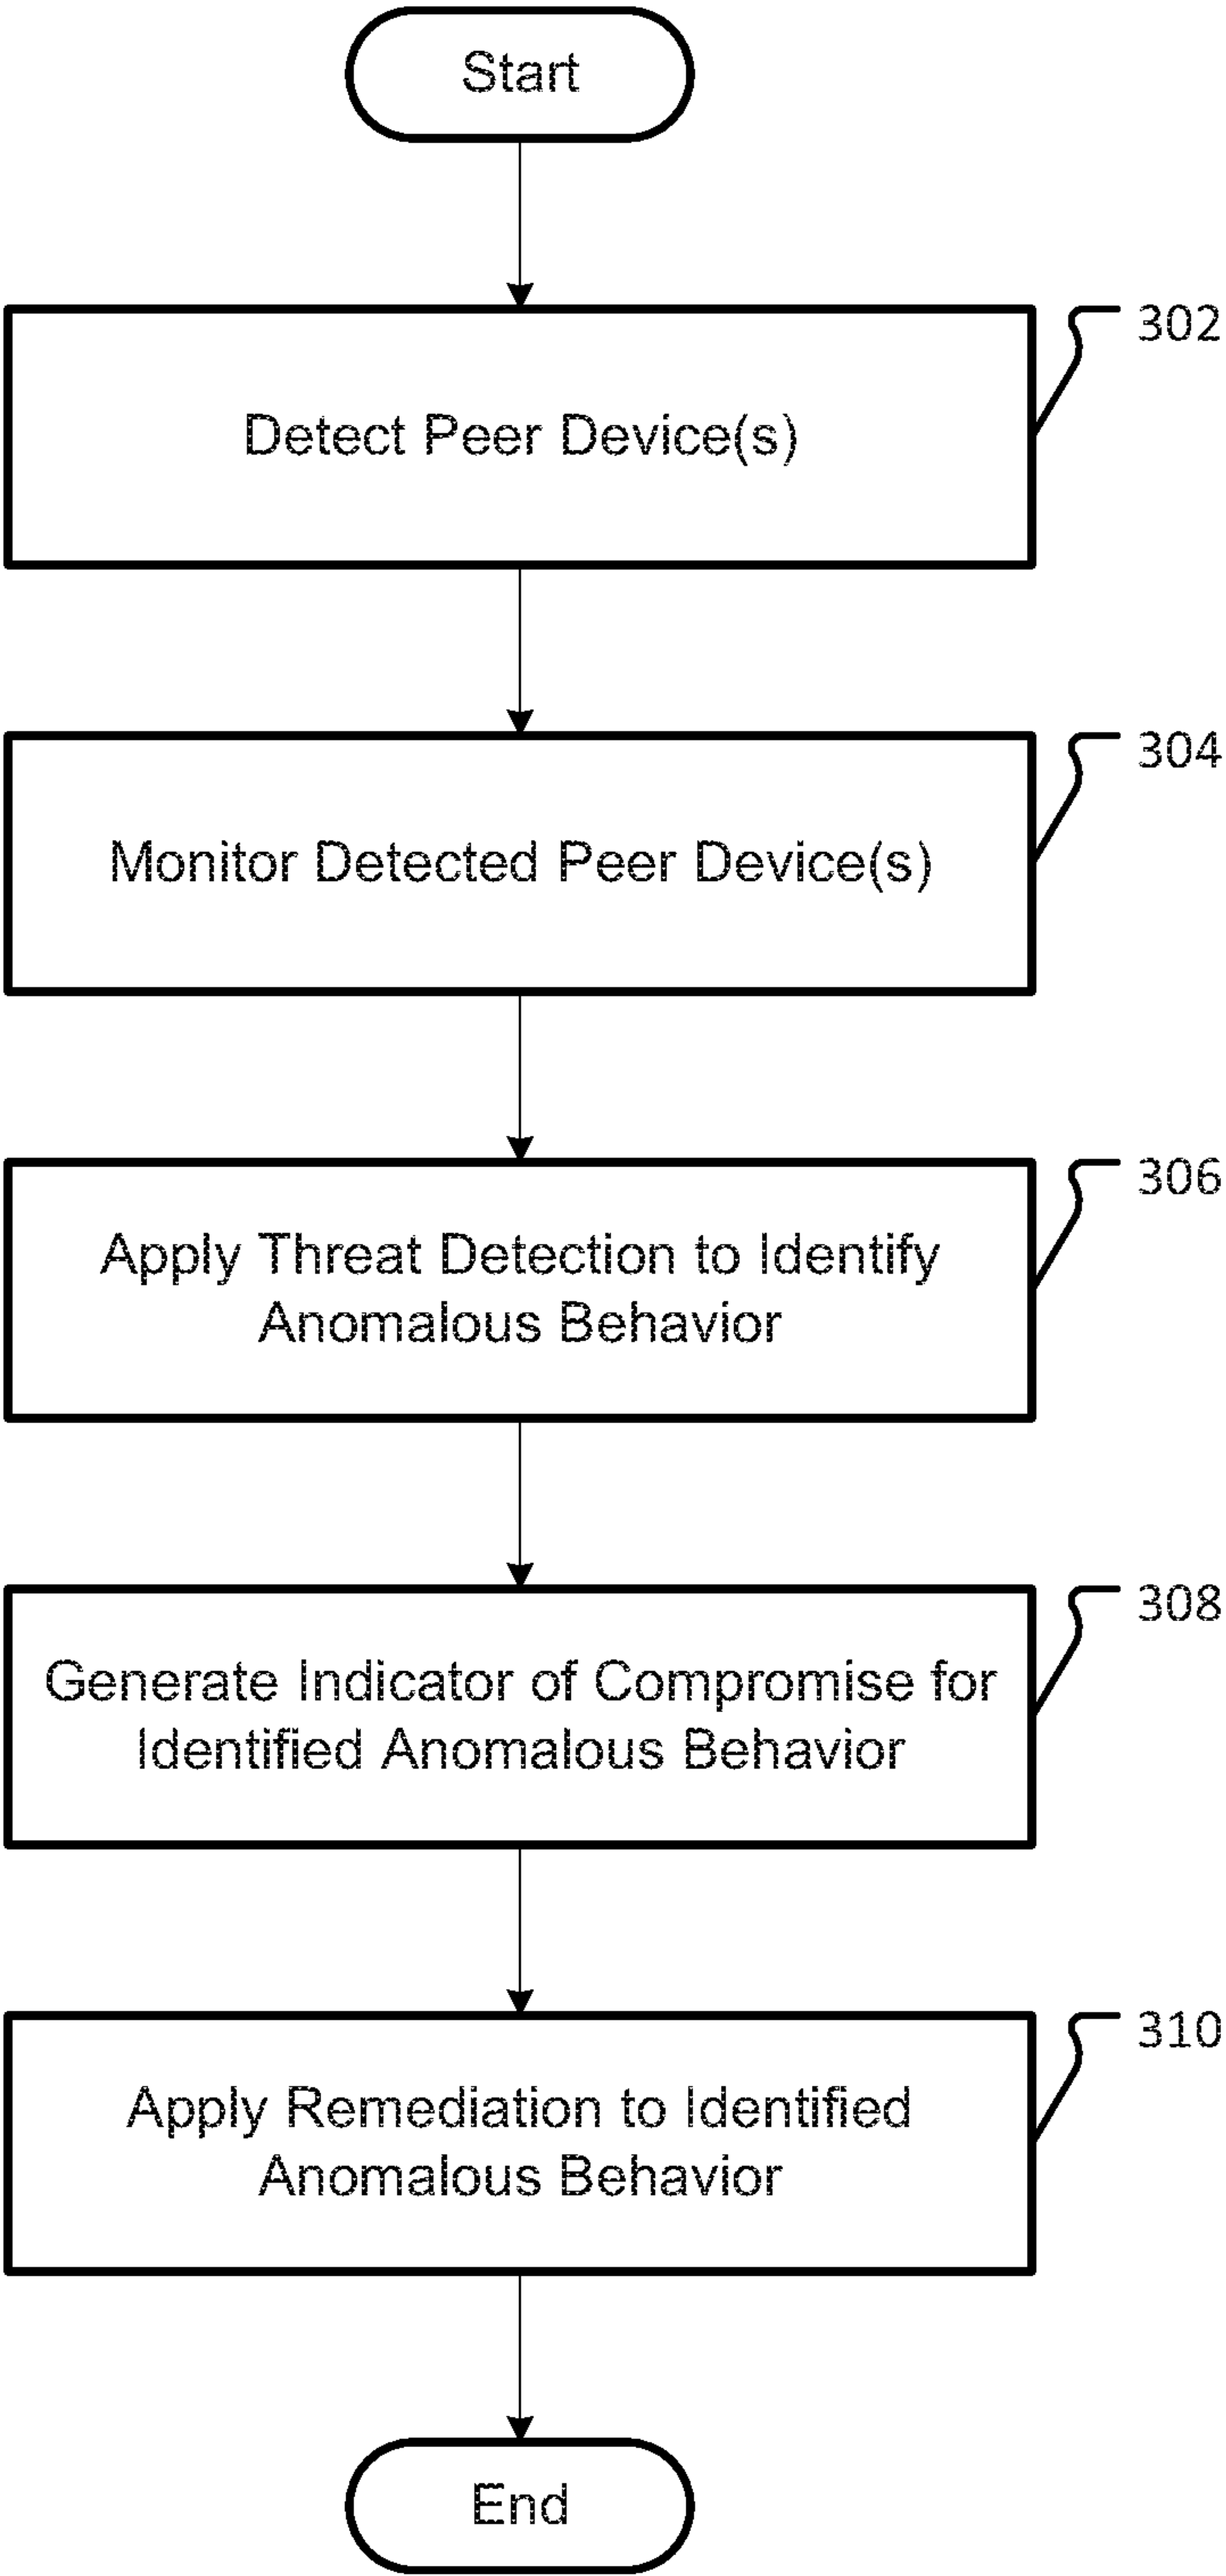 Start
302
Detect Peer Device(s)
304
Monitor Detected Peer Device(s)
306
Apply Threat Detection to Identify
Anomalous Behavior
308
Generate Indicator of Compromise for
Identified Anomalous Behavior
310
Apply Remediation to Identified
Anomalous Behavior
End